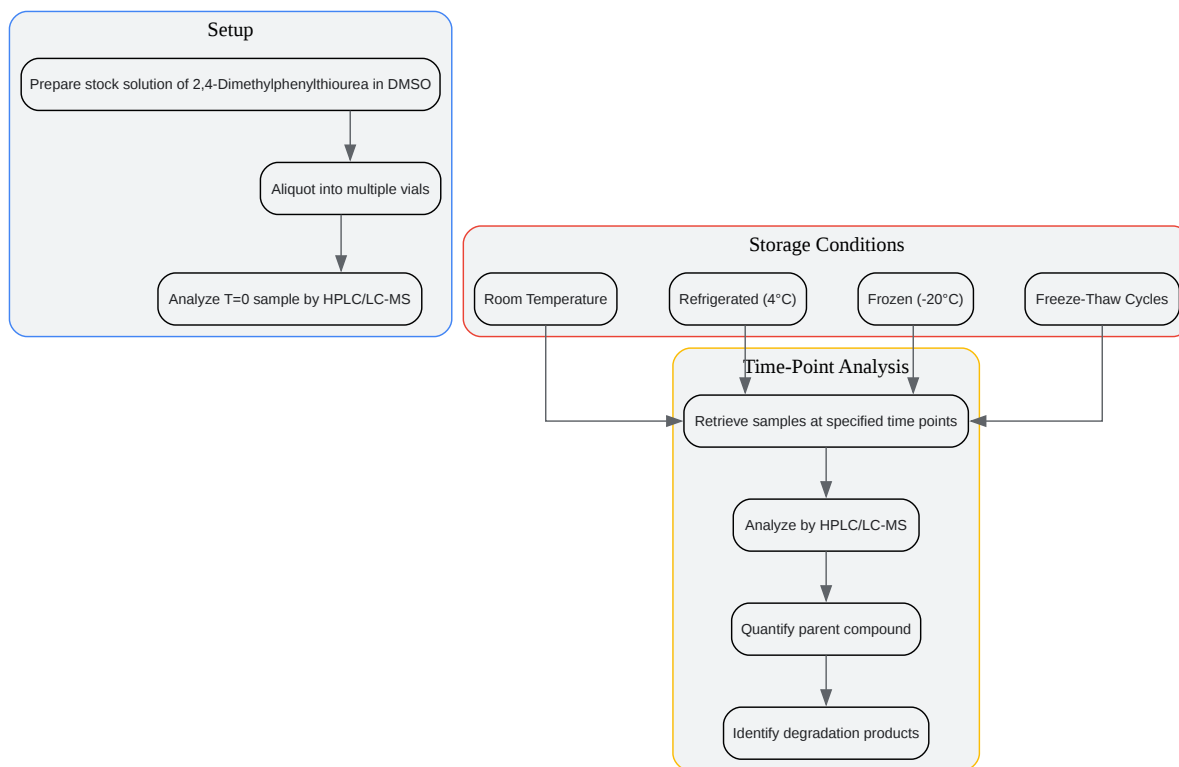 Setup
Prepare stock solution of 2,4-Dimethylphenylthiourea in DMSO
Aliquot into multiple vials
Analyze T=0 sample by HPLC/LC-MS
Storage Conditions
Room Temperature
Refrigerated (4°C)
Frozen (-20°C)
Freeze-Thaw Cycles
Time-Point Analysis
Retrieve samples at specified time points
Analyze by HPLC/LC-MS
Quantify parent compound
Identify degradation products